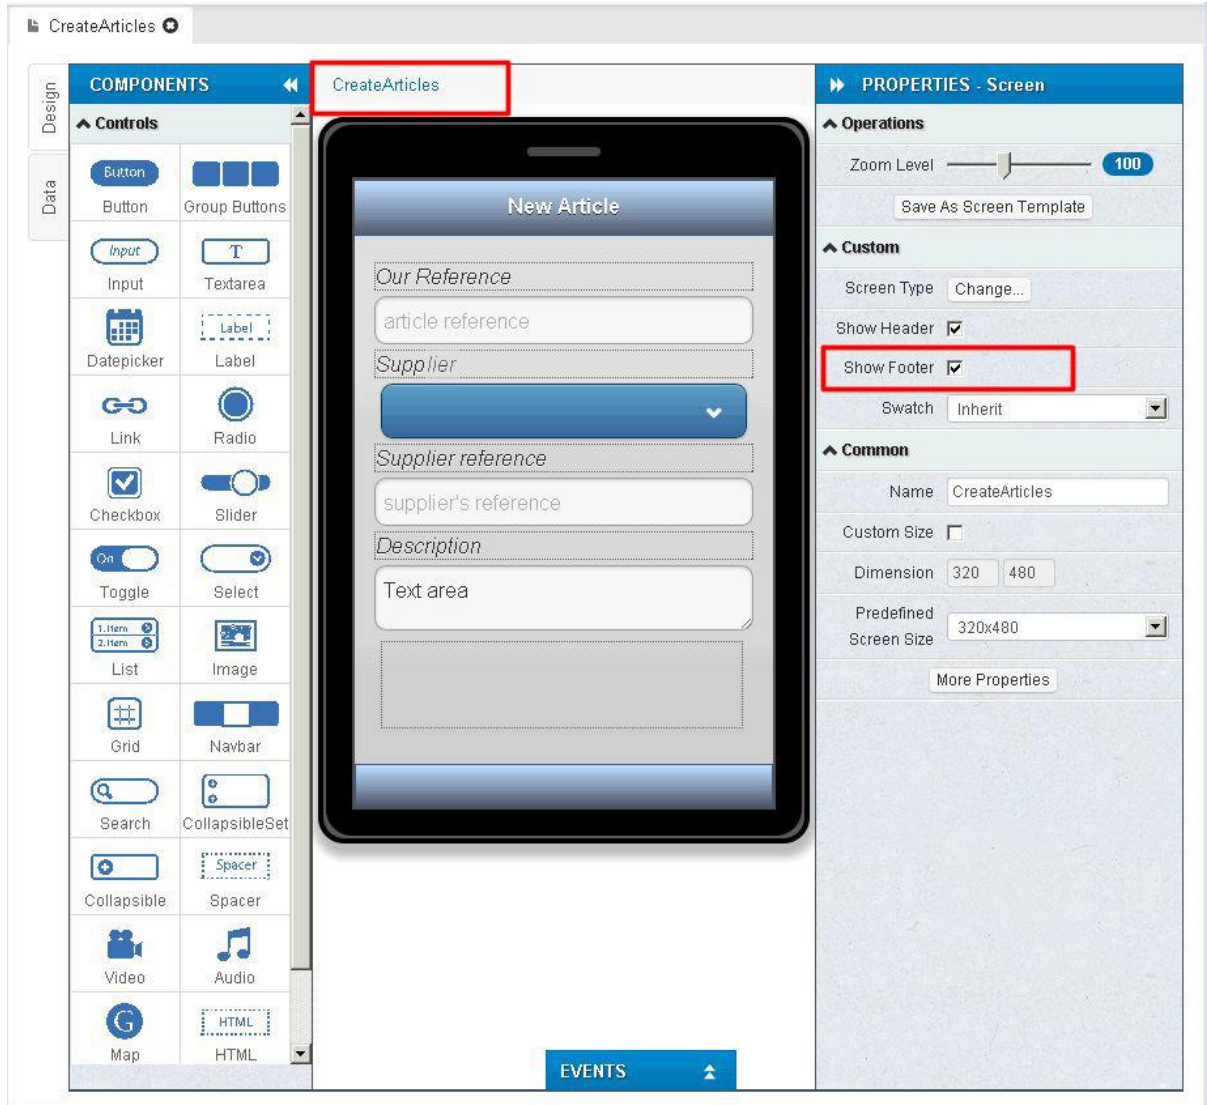 CreateArticles
Design
Data
COMPONENTS
Controls
Button
Button
Group Buttons
Input
Input
T
Textarea
Datepicker
Label
Label
Link
Radio
Checkbox
Slider
On
Toggle
Select
1.Item
2.Item
List
Image
Grid
Navbar
Search
CollapsibleSet
Collapsible
Spacer
Spacer
Video
Audio
G
Map
HTML
HTML
CreateArticles
New Article
Our Reference
article reference
Supplier
Supplier reference
supplier's reference
Description
Text area
EVENTS
PROPERTIES - Screen
Operations
Zoom Level 100
Save As Screen Template
Custom
Screen Type Change...
Show Header
Show Footer
Swatch Inherit
Common
Name CreateArticles
Custom Size
Dimension 320 480
Predefined
Screen Size 320x480
More Properties